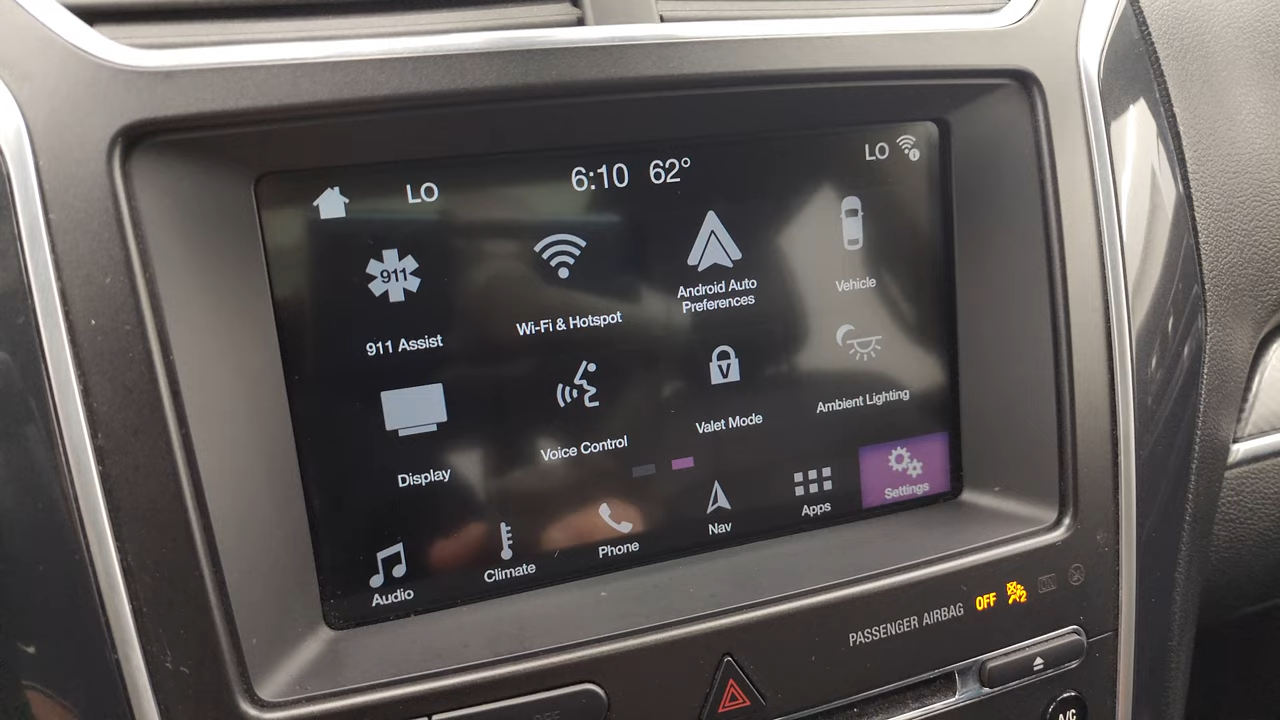 LO
6:10 62°
LO
911
911 Assist
Wi-Fi & Hotspot
Android Auto
Preferences
Vehicle
Display
Voice Control
V
Valet Mode
Ambient Lighting
Audio
Climate
Phone
Nav
Apps
Settings
PASSENGER AIRBAG OFF
2
A/C